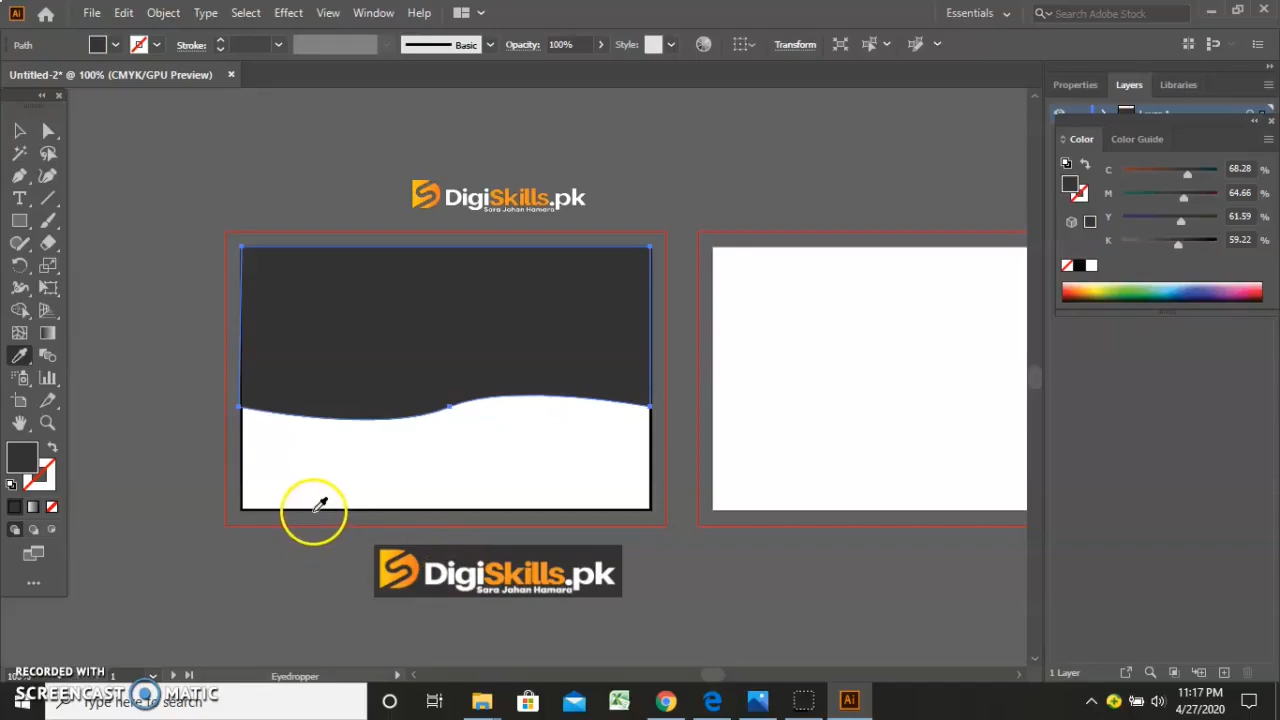 Ai File Edit Object Type Select Effect View Window Help Essentials Search Adobe Stock
Path Stroke: Basic Opacity: 100% Style: Transform
Untitled-2* @ 100% (CMYK/GPU Preview)
Properties Layers Libraries
Color Color Guide
C 68.28 %
M 64.66 %
Y 61.59 %
K 59.22 %
DigiSkills.pk
Sara Jahan Hamara
DigiSkills.pk
Sara Jahan Hamara
1 Eyedropper 1 Layer
RECORDED WITH
SCREENCAST MATIC
Type here to search
Ai
11:17 PM
4/27/2020